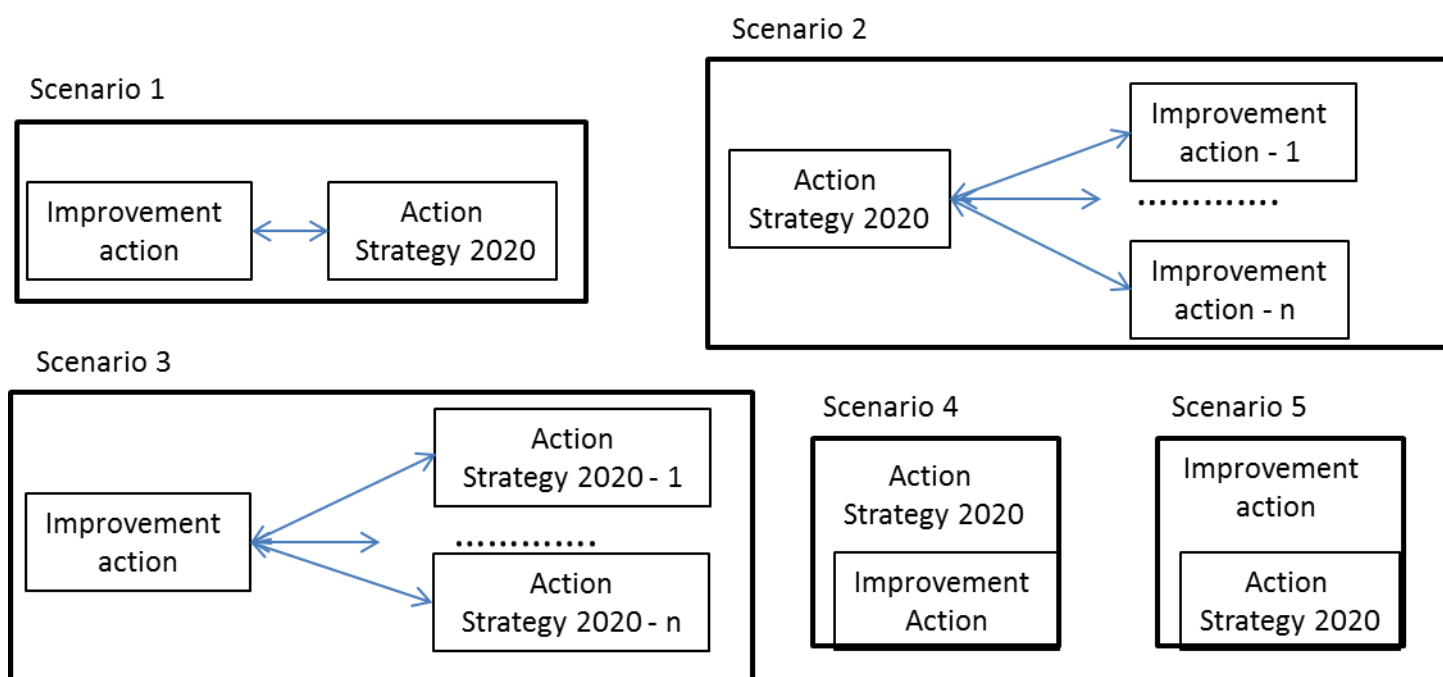 Scenario 1
Improvement
action
Action
Strategy 2020
Scenario 2
Action
Strategy 2020
Improvement
action - 1
.............
Improvement
action - n
Scenario 3
Improvement
action
Action
Strategy 2020 - 1
.............
Action
Strategy 2020 - n
Scenario 4
Action
Strategy 2020
Improvement
Action
Scenario 5
Improvement
action
Action
Strategy 2020